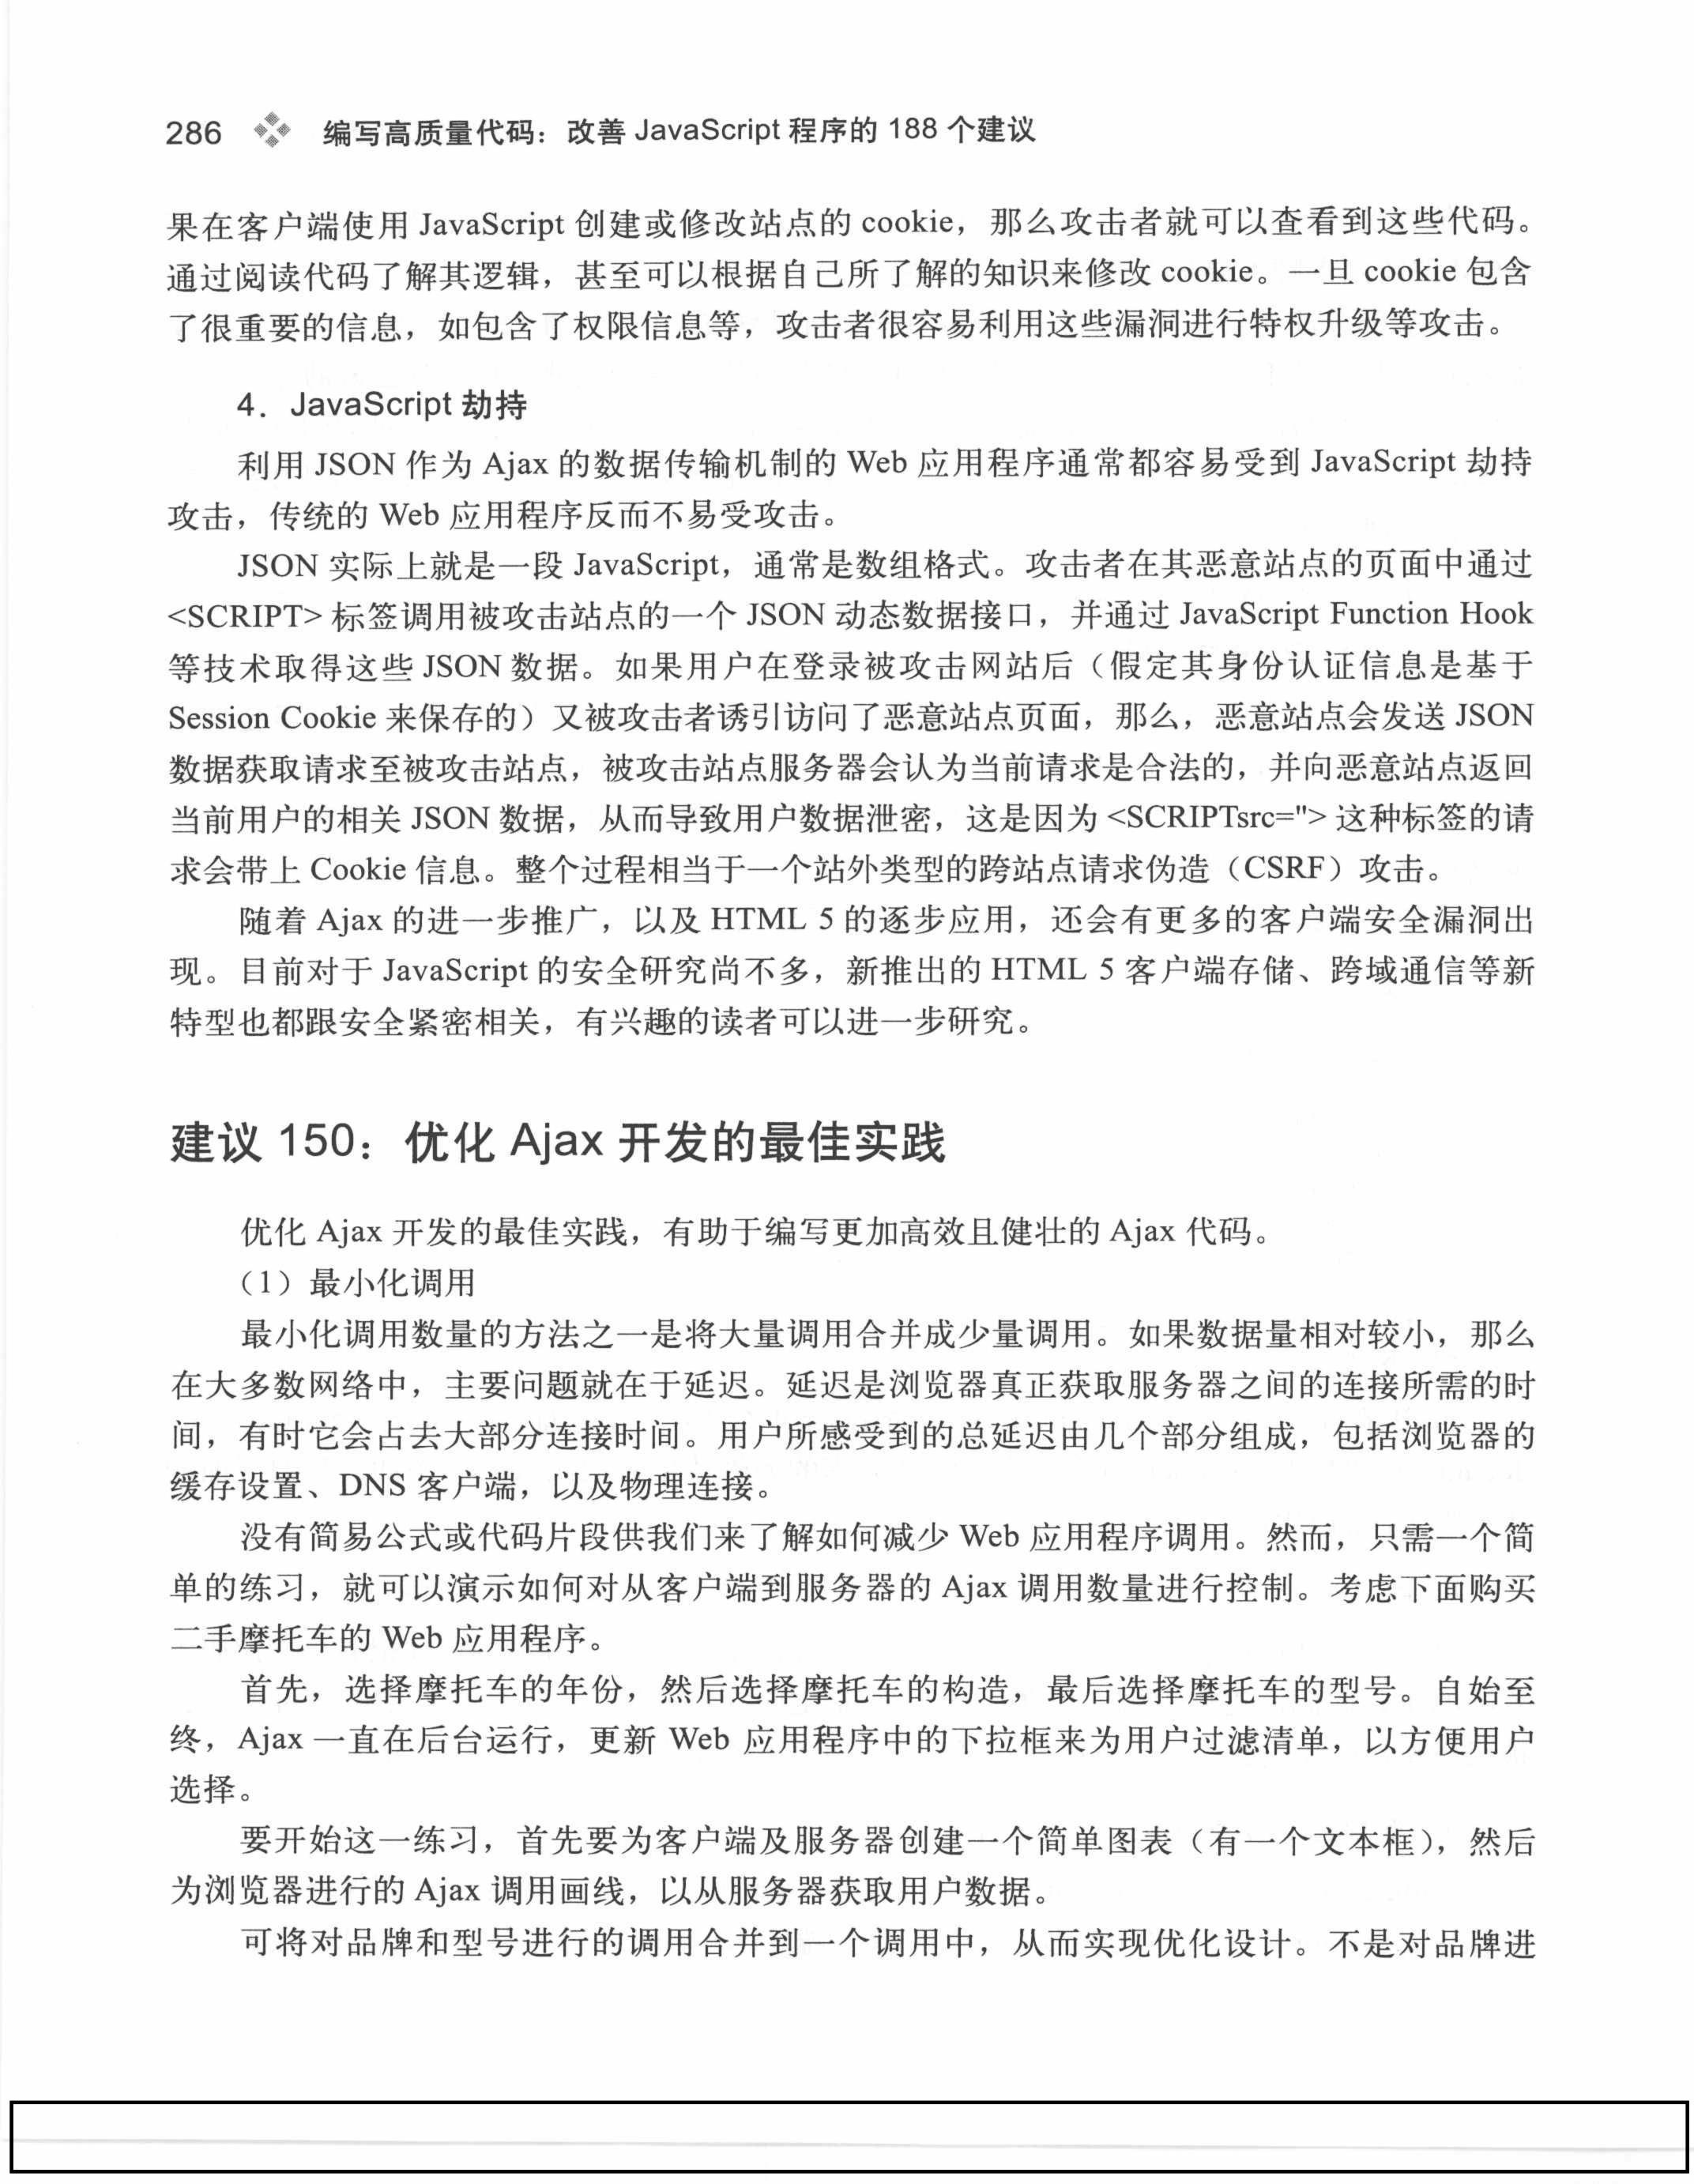 286 编写高质量代码：改善 JavaScript 程序的 188 个建议
果在客户端使用 JavaScript 创建或修改站点的 cookie，那么攻击者就可以查看到这些代码。
通过阅读代码了解其逻辑，甚至可以根据自己所了解的知识来修改 cookie。一旦 cookie 包含
了很重要的信息，如包含了权限信息等，攻击者很容易利用这些漏洞进行特权升级等攻击。
4．JavaScript 劫持
利用 JSON 作为 Ajax 的数据传输机制的 Web 应用程序通常都容易受到 JavaScript 劫持
攻击，传统的 Web 应用程序反而不易受攻击。
JSON 实际上就是一段 JavaScript，通常是数组格式。攻击者在其恶意站点的页面中通过
<SCRIPT> 标签调用被攻击站点的一个 JSON 动态数据接口，并通过 JavaScript Function Hook
等技术取得这些 JSON 数据。如果用户在登录被攻击网站后（假定其身份认证信息是基于
Session Cookie 来保存的）又被攻击者诱引访问了恶意站点页面，那么，恶意站点会发送 JSON
数据获取请求至被攻击站点，被攻击站点服务器会认为当前请求是合法的，并向恶意站点返回
当前用户的相关 JSON 数据，从而导致用户数据泄密，这是因为 <SCRIPTsrc="> 这种标签的请
求会带上 Cookie 信息。整个过程相当于一个站外类型的跨站点请求伪造（CSRF）攻击。
随着 Ajax 的进一步推广，以及 HTML 5 的逐步应用，还会有更多的客户端安全漏洞出
现。目前对于 JavaScript 的安全研究尚不多，新推出的 HTML 5 客户端存储、跨域通信等新
特型也都跟安全紧密相关，有兴趣的读者可以进一步研究。
建议 150：优化 Ajax 开发的最佳实践
优化 Ajax 开发的最佳实践，有助于编写更加高效且健壮的 Ajax 代码。
（1）最小化调用
最小化调用数量的方法之一是将大量调用合并成少量调用。如果数据量相对较小，那么
在大多数网络中，主要问题就在于延迟。延迟是浏览器真正获取服务器之间的连接所需的时
间，有时它会占去大部分连接时间。用户所感受到的总延迟由几个部分组成，包括浏览器的
缓存设置、DNS 客户端，以及物理连接。
没有简易公式或代码片段供我们来了解如何减少 Web 应用程序调用。然而，只需一个简
单的练习，就可以演示如何对从客户端到服务器的 Ajax 调用数量进行控制。考虑下面购买
二手摩托车的 Web 应用程序。
首先，选择摩托车的年份，然后选择摩托车的构造，最后选择摩托车的型号。自始至
终，Ajax 一直在后台运行，更新 Web 应用程序中的下拉框来为用户过滤清单，以方便用户
选择。
要开始这一练习，首先要为客户端及服务器创建一个简单图表（有一个文本框），然后
为浏览器进行的 Ajax 调用画线，以从服务器获取用户数据。
可将对品牌和型号进行的调用合并到一个调用中，从而实现优化设计。不是对品牌进